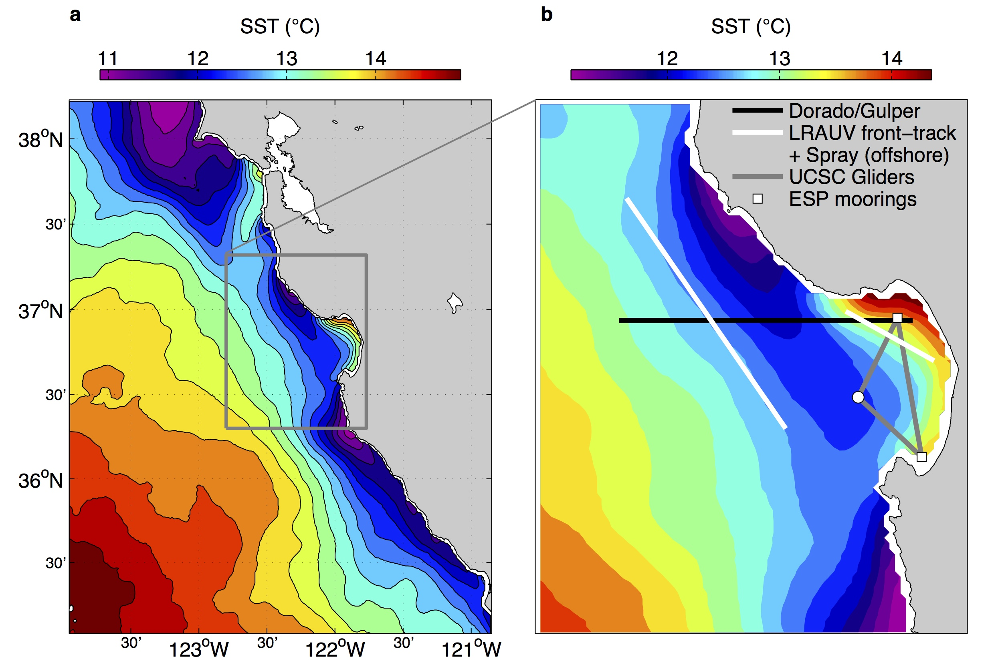 a
SST (°C)
11 12 13 14
38°N
30'
37°N
30'
36°N
30'
30' 123°W 30' 122°W 30' 121°W
b
SST (°C)
12 13 14
Dorado/Gulper
LRAUV front–track
+ Spray (offshore)
UCSC Gliders
ESP moorings